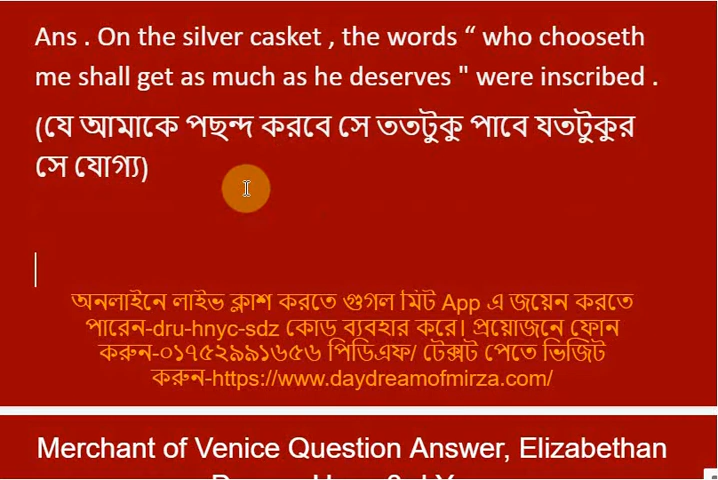 Ans . On the silver casket , the words “ who chooseth
me shall get as much as he deserves " were inscribed .
(যে আমাকে পছন্দ করবে সে ততটুকু পাবে যতটুকুর
সে যোগ্য)
অনলাইনে লাইভ ক্লাশ করতে গুগল মিট App এ জয়েন করতে
পারেন-dru-hnyc-sdz কোড ব্যবহার করে। প্রয়োজনে ফোন
করুন-০১৭৫২৯৯১৬৫৬ পিডিএফ/ টেক্সট পেতে ভিজিট
করুন-https://www.daydreamofmirza.com/
Merchant of Venice Question Answer, Elizabethan